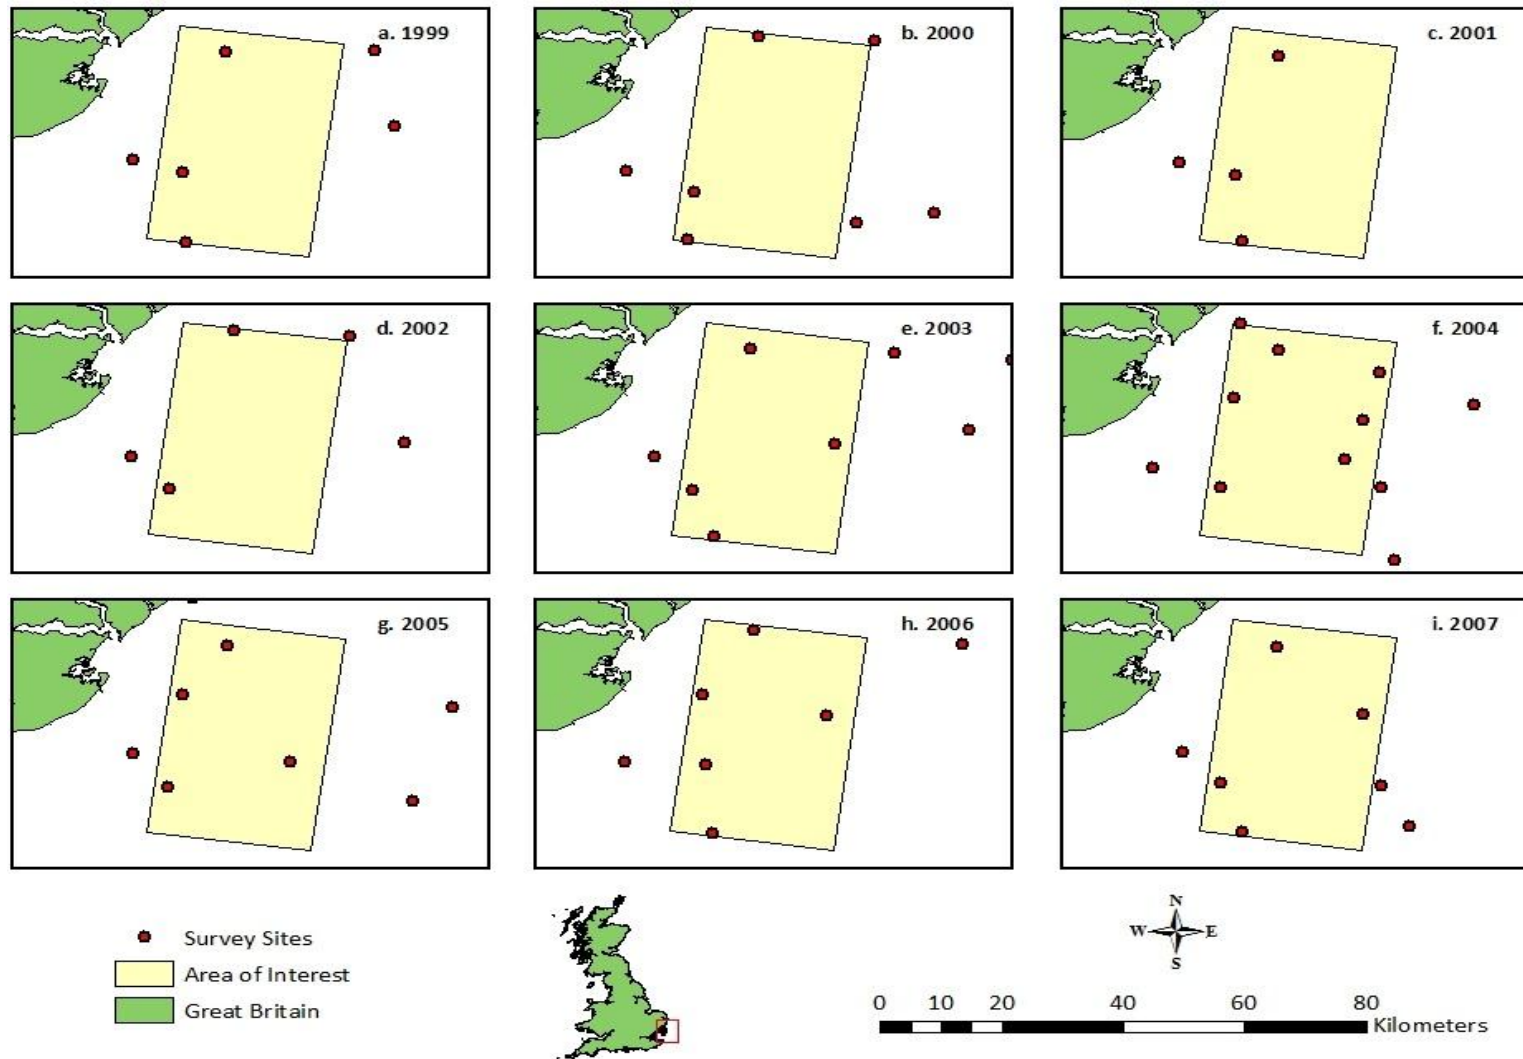 a. 1999
b. 2000
c. 2001
d. 2002
e. 2003
f. 2004
g. 2005
h. 2006
i. 2007
Survey Sites
Area of Interest
Great Britain
N
W E
S
0 10 20 40 60 80
Kilometers